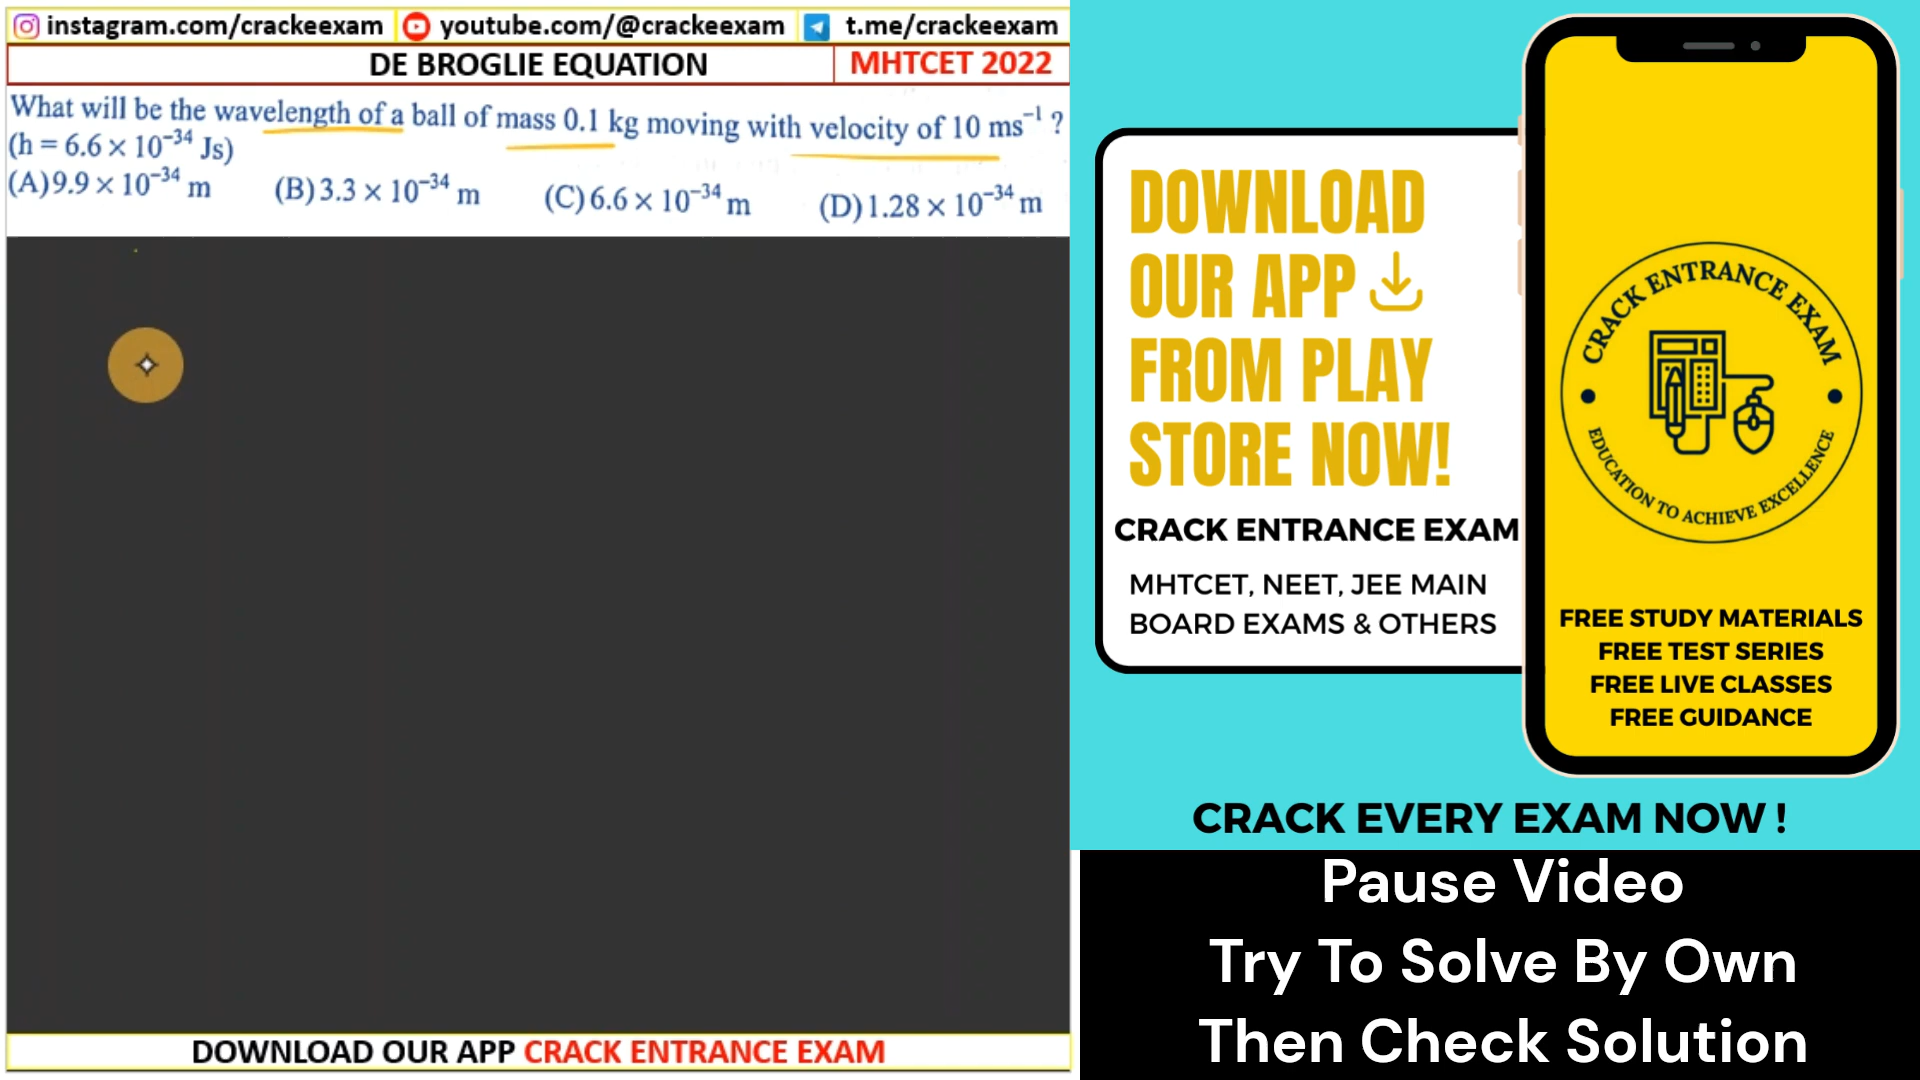 instagram.com/crackeexam youtube.com/@crackeexam t.me/crackeexam
DE BROGLIE EQUATION MHTCET 2022
What will be the wavelength of a ball of mass 0.1 kg moving with velocity of 10 ms⁻¹ ?
(h = 6.6 × 10⁻³⁴ Js)
(A) 9.9 × 10⁻³⁴ m (B) 3.3 × 10⁻³⁴ m (C) 6.6 × 10⁻³⁴ m (D) 1.28 × 10⁻³⁴ m
DOWNLOAD OUR APP CRACK ENTRANCE EXAM
DOWNLOAD
OUR APP
FROM PLAY
STORE NOW!
CRACK ENTRANCE EXAM
MHTCET, NEET, JEE MAIN
BOARD EXAMS & OTHERS
CRACK ENTRANCE EXAM
EDUCATION TO ACHIEVE EXCELLENCE
FREE STUDY MATERIALS
FREE TEST SERIES
FREE LIVE CLASSES
FREE GUIDANCE
CRACK EVERY EXAM NOW !
Pause Video
Try To Solve By Own
Then Check Solution